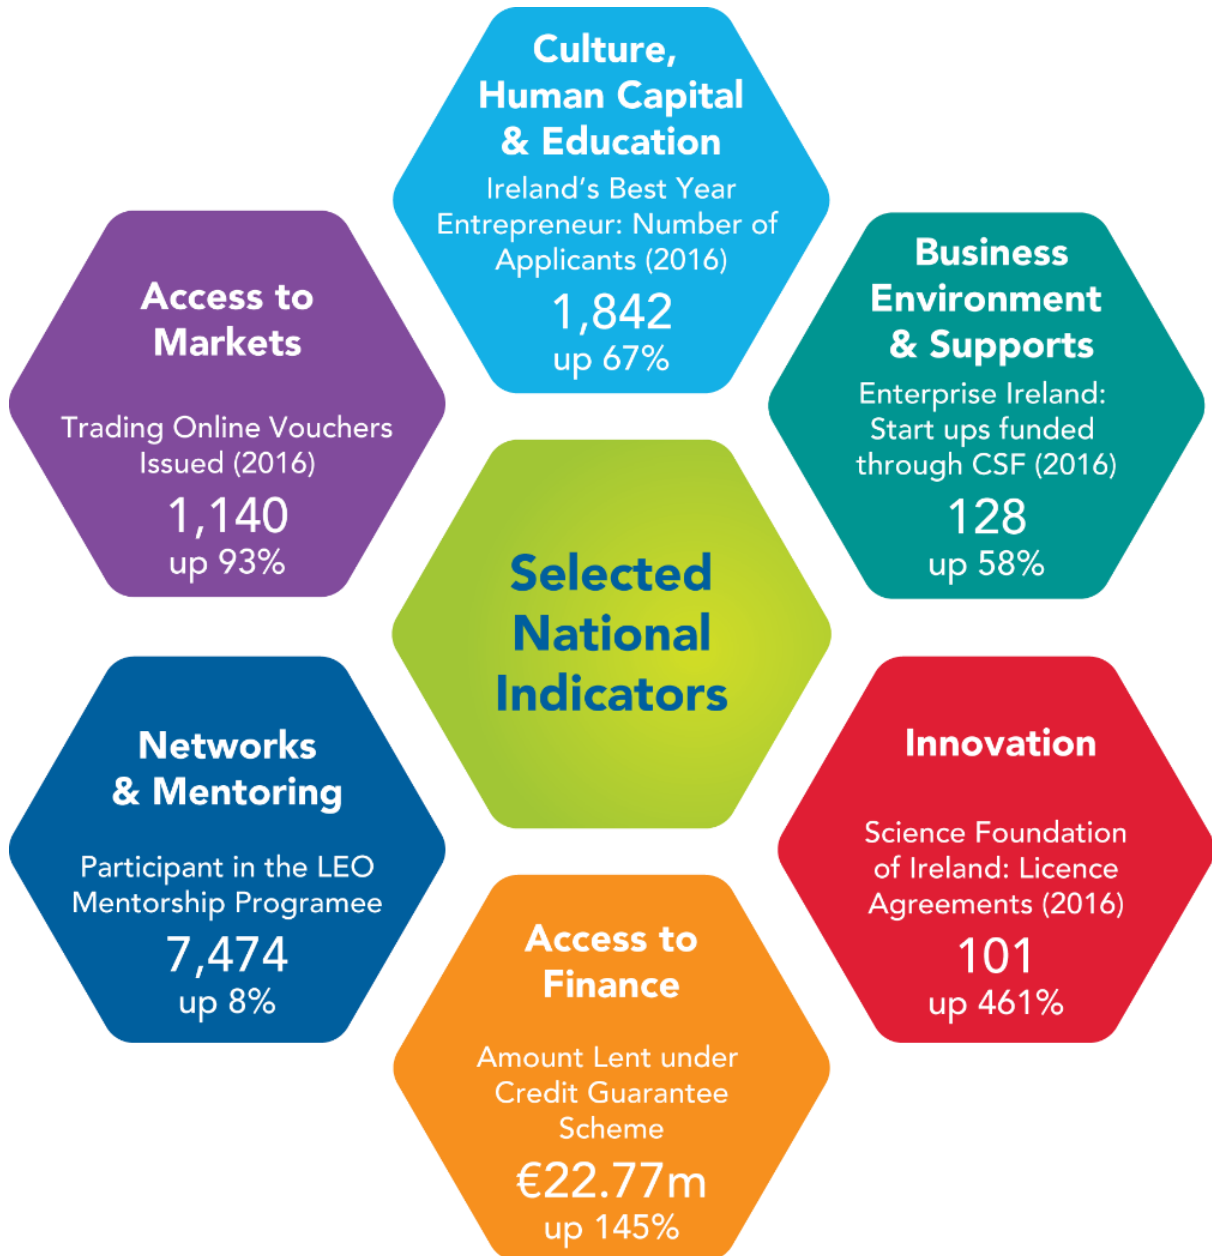 Culture,
Human Capital
& Education
Ireland's Best Year
Entrepreneur: Number of
Applicants (2016)
1,842
up 67%
Access to
Markets
Trading Online Vouchers
Issued (2016)
1,140
up 93%
Business
Environment
& Supports
Enterprise Ireland:
Start ups funded
through CSF (2016)
128
up 58%
Selected
National
Indicators
Networks
& Mentoring
Participant in the LEO
Mentorship Programee
7,474
up 8%
Innovation
Science Foundation
of Ireland: Licence
Agreements (2016)
101
up 461%
Access to
Finance
Amount Lent under
Credit Guarantee
Scheme
€22.77m
up 145%